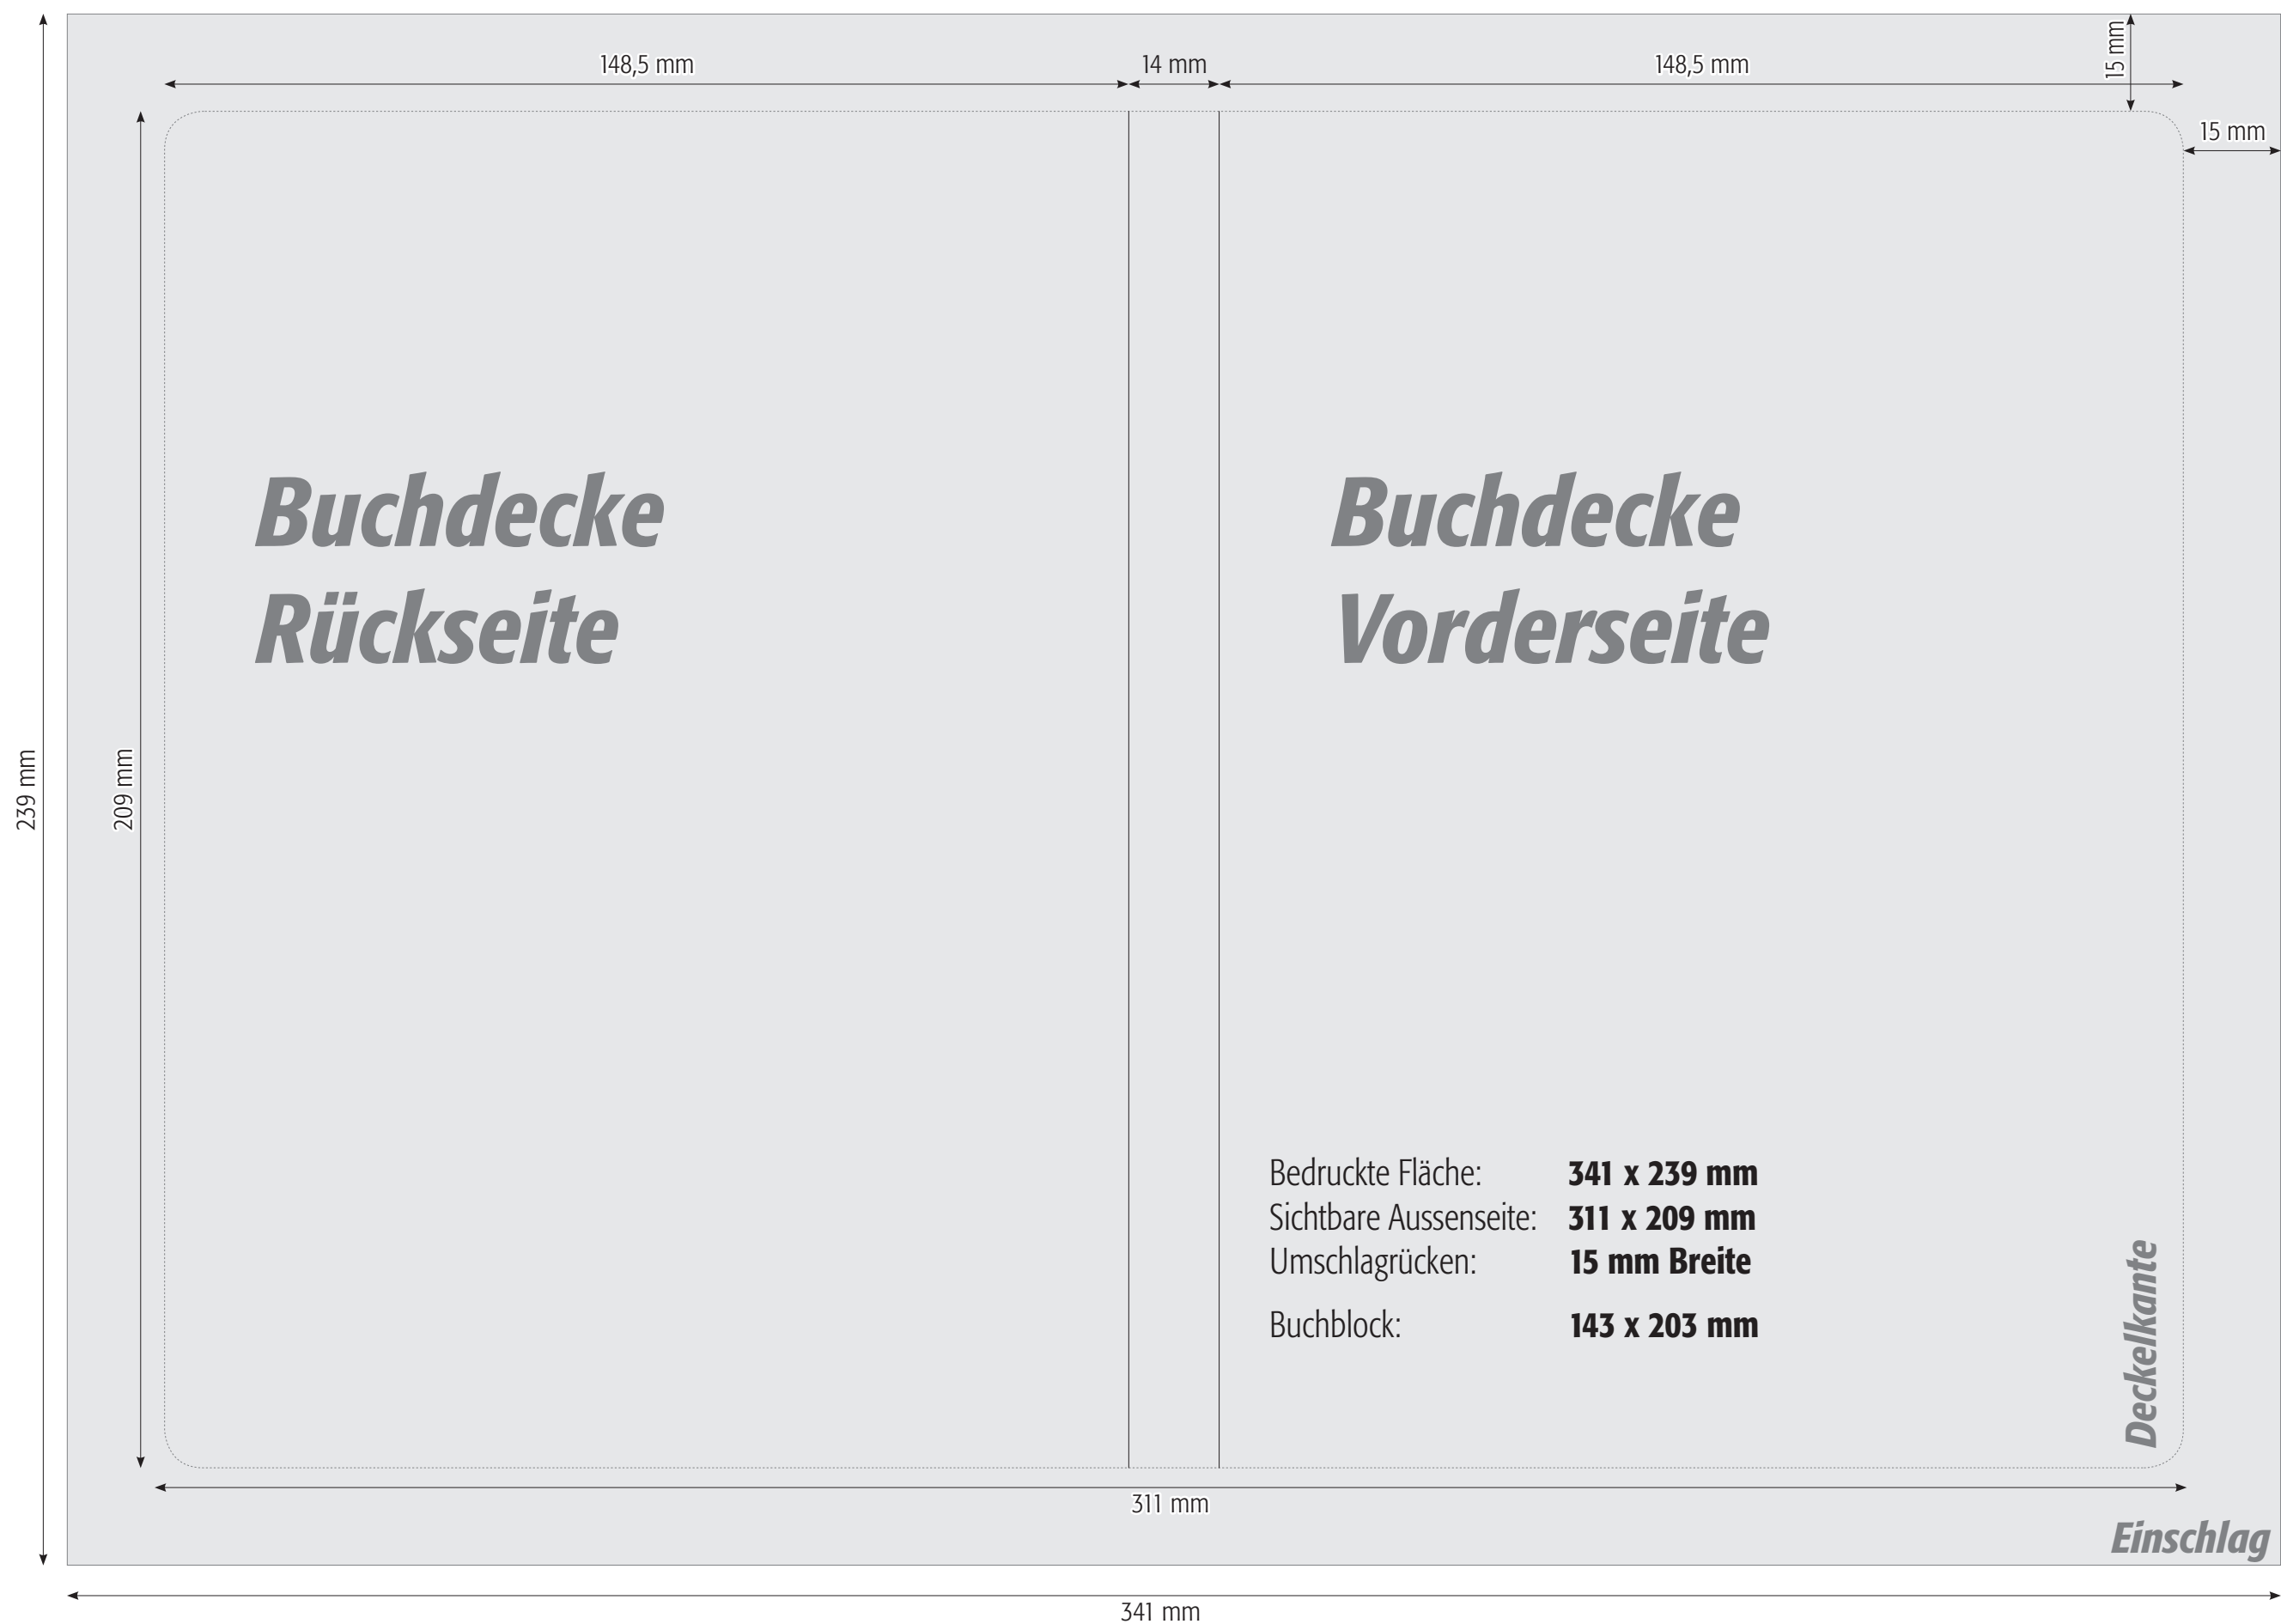 148,5 mm
14 mm
148,5 mm
15 mm
15 mm
Buchdecke
Rückseite
Buchdecke
Vorderseite
239 mm
209 mm
Bedruckte Fläche: 341 x 239 mm
Sichtbare Aussenseite: 311 x 209 mm
Umschlagrücken: 15 mm Breite
Buchblock: 143 x 203 mm
Deckelkante
311 mm
Einschlag
341 mm